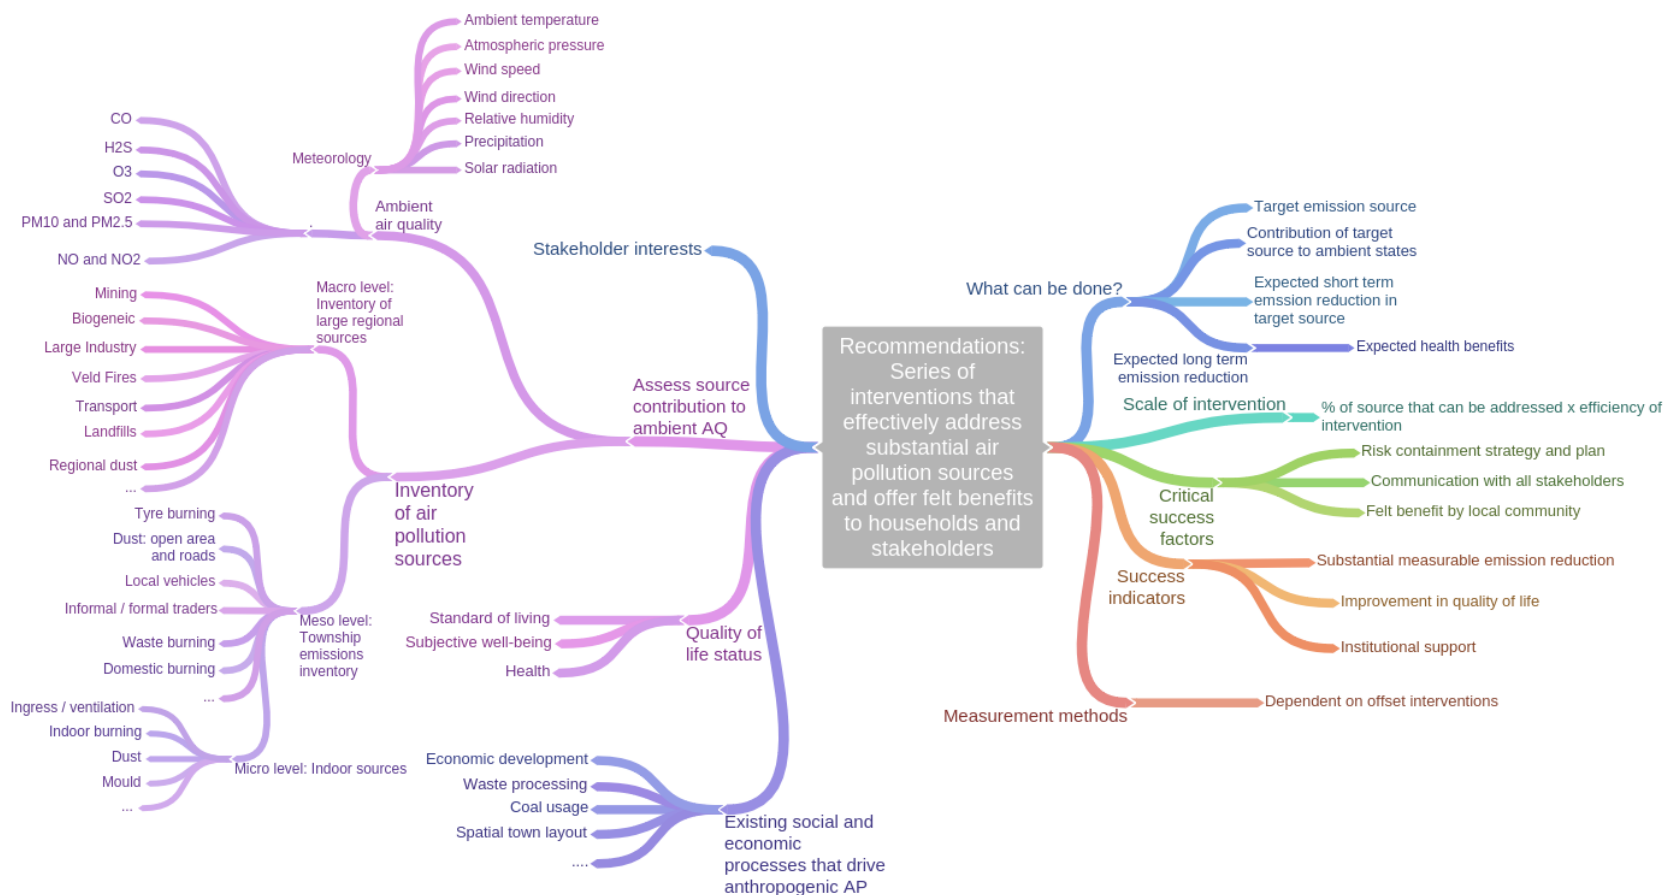 Ambient temperature
Atmospheric pressure
Wind speed
Wind direction
Relative humidity
Precipitation
Solar radiation
Meteorology
CO
H2S
O3
SO2
PM10 and PM2.5
NO and NO2
.
Ambient
air quality
Macro level:
Inventory of
large regional
sources
Mining
Biogeneic
Large Industry
Veld Fires
Transport
Landfills
Regional dust
...
Inventory
of air
pollution
sources
Tyre burning
Dust: open area
and roads
Local vehicles
Informal / formal traders
Waste burning
Domestic burning
...
Meso level:
Township
emissions
inventory
Ingress / ventilation
Indoor burning
Dust
Mould
...
Micro level: Indoor sources
Stakeholder interests
Assess source
contribution to
ambient AQ
Standard of living
Subjective well-being
Health
Quality of
life status
Economic development
Waste processing
Coal usage
Spatial town layout
....
Existing social and
economic
processes that drive
anthropogenic AP
Recommendations:
Series of
interventions that
effectively address
substantial air
pollution sources
and offer felt benefits
to households and
stakeholders
What can be done?
Target emission source
Contribution of target
source to ambient states
Expected short term
emssion reduction in
target source
Expected long term
emission reduction
Expected health benefits
Scale of intervention
% of source that can be addressed x efficiency of
intervention
Critical
success
factors
Risk containment strategy and plan
Communication with all stakeholders
Felt benefit by local community
Success
indicators
Substantial measurable emission reduction
Improvement in quality of life
Institutional support
Measurement methods
Dependent on offset interventions